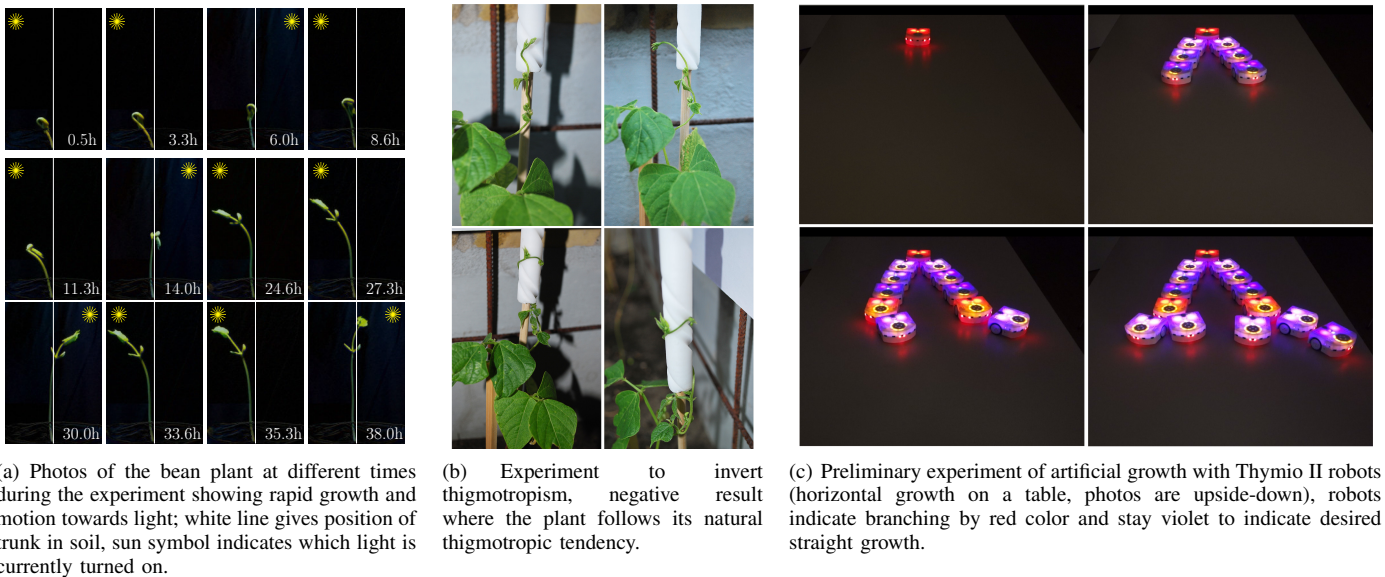 0.5h
3.3h
6.0h
8.6h
11.3h
14.0h
24.6h
27.3h
30.0h
33.6h
35.3h
38.0h
(a) Photos of the bean plant at different times
during the experiment showing rapid growth and
motion towards light; white line gives position of
trunk in soil, sun symbol indicates which light is
currently turned on.
(b) Experiment to invert
thigmotropism, negative result
where the plant follows its natural
thigmotropic tendency.
(c) Preliminary experiment of artificial growth with Thymio II robots
(horizontal growth on a table, photos are upside-down), robots
indicate branching by red color and stay violet to indicate desired
straight growth.